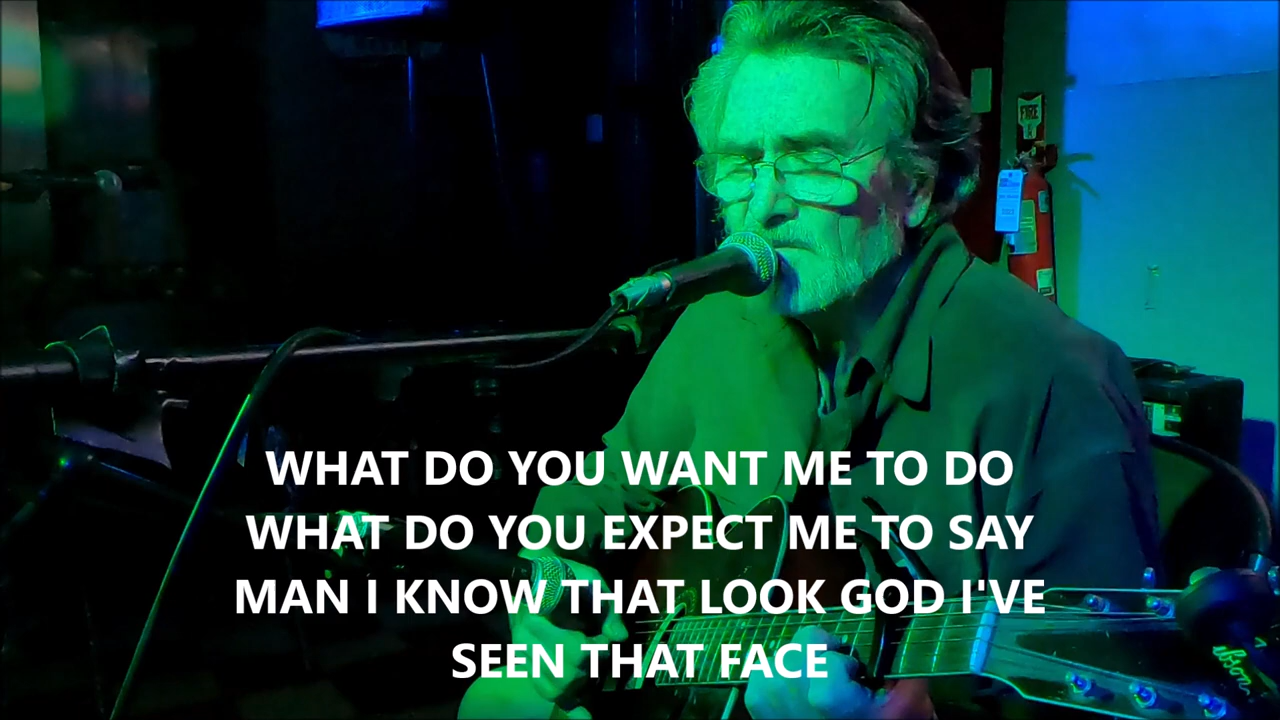 FIRE
WHAT DO YOU WANT ME TO DO
WHAT DO YOU EXPECT ME TO SAY
MAN I KNOW THAT LOOK GOD I'VE
SEEN THAT FACE